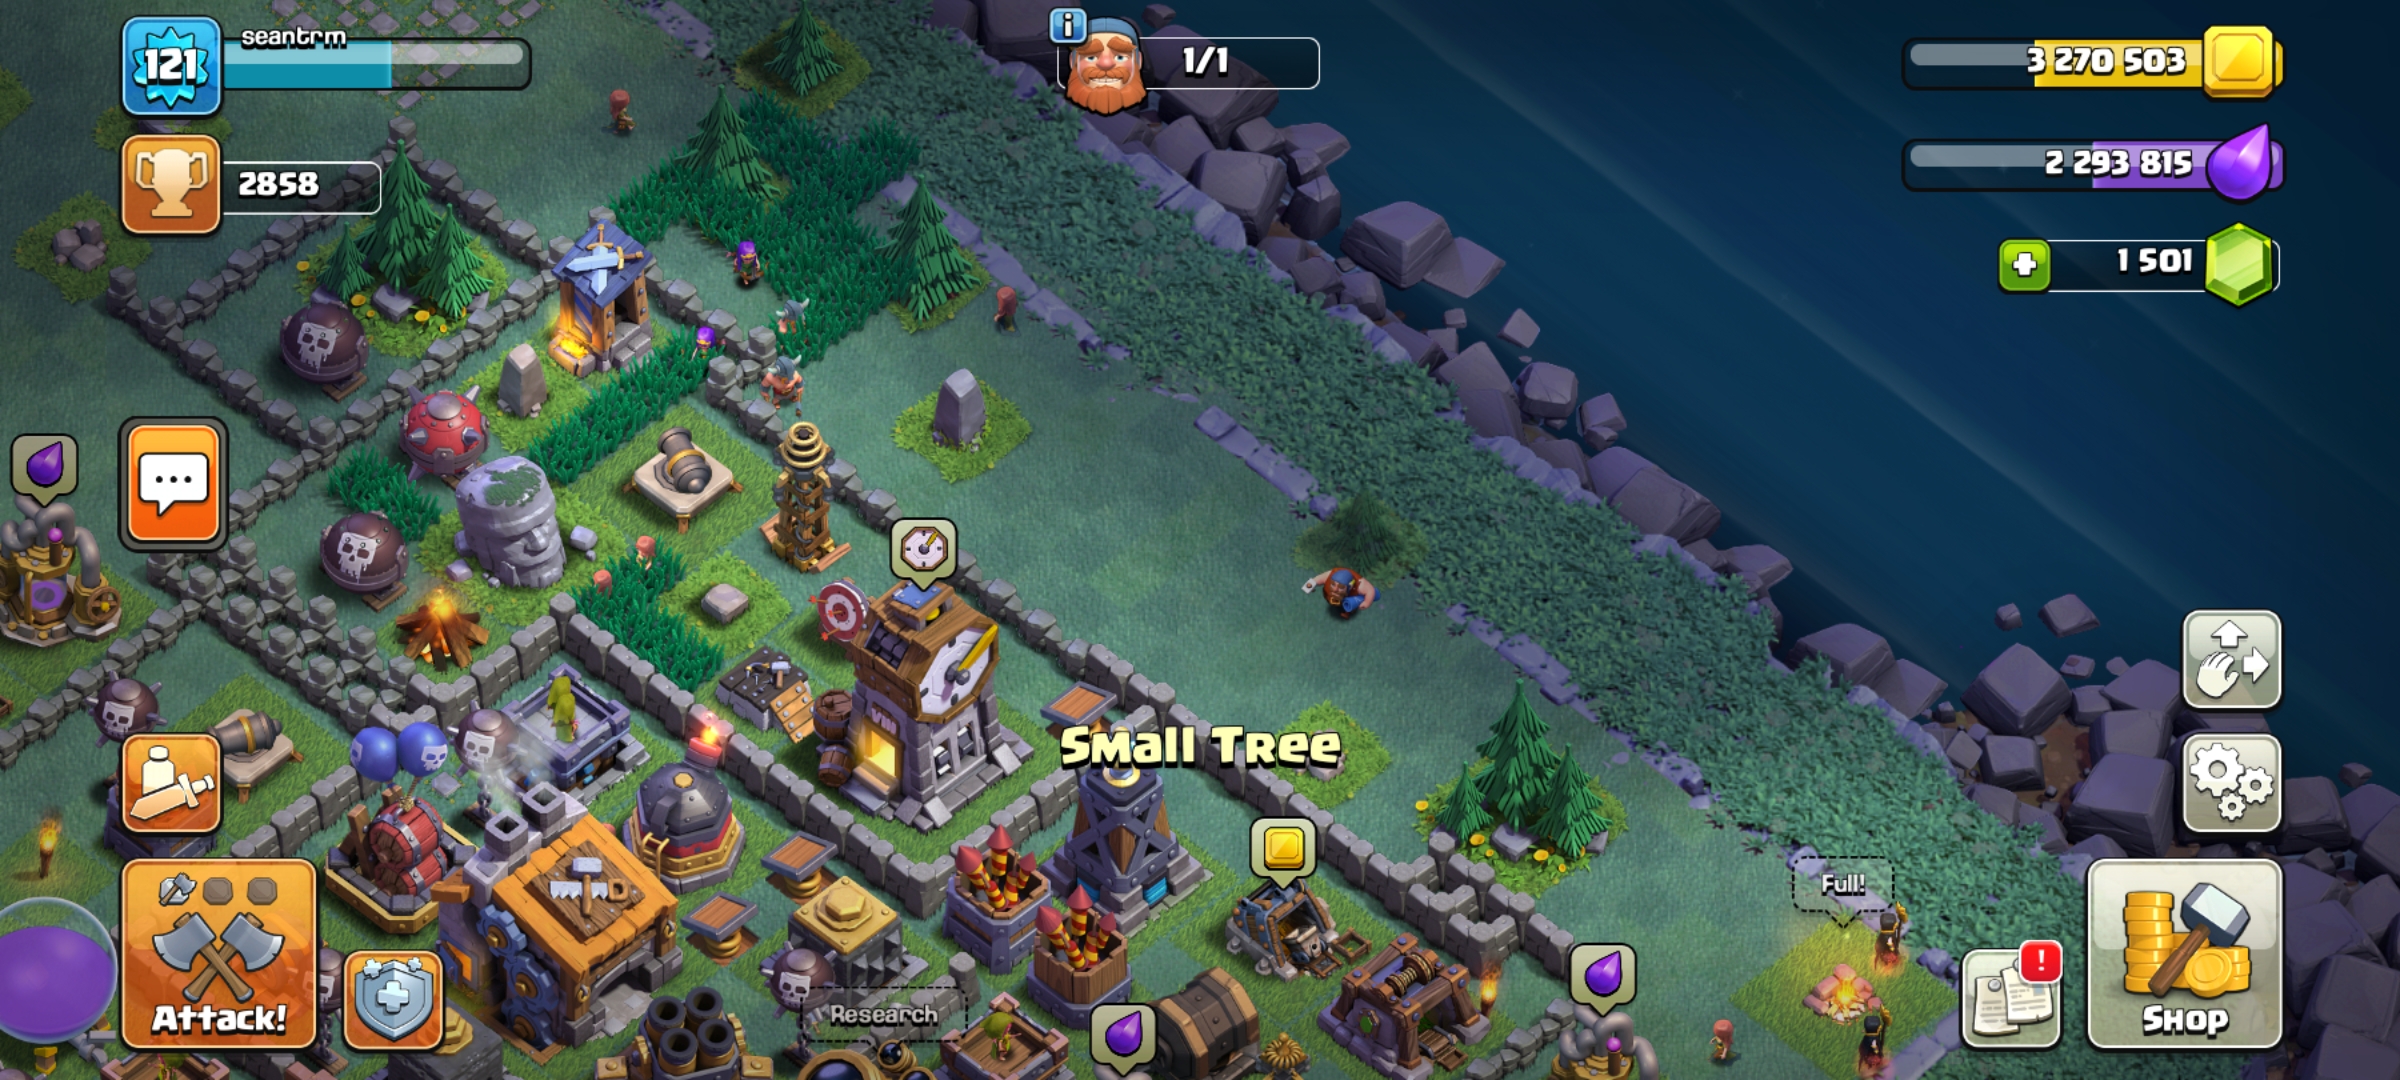 seantrm
121
1/1
3 270 503
2858
2 293 815
1 501
Small Tree
Full!
Research
Attack!
Shop